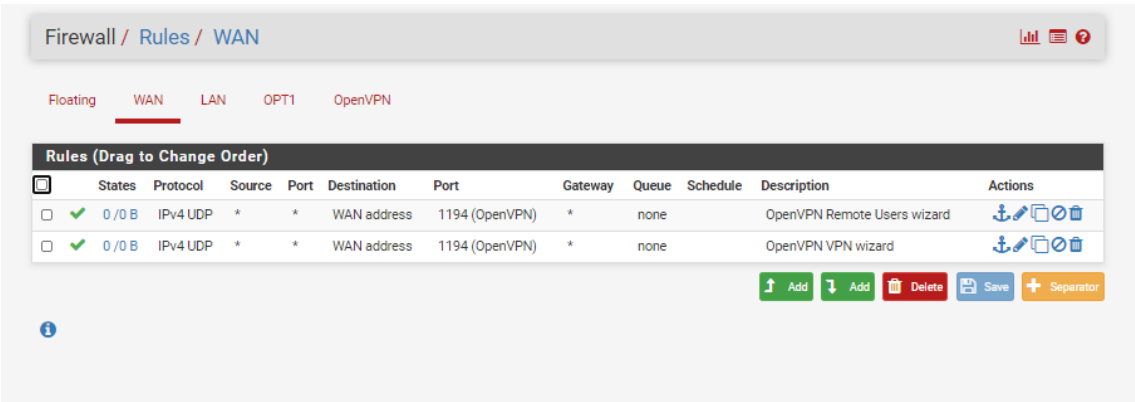 Firewall / Rules / WAN
Floating WAN LAN OPT1 OpenVPN
Rules (Drag to Change Order)
States Protocol Source Port Destination Port Gateway Queue Schedule Description Actions
0 /0 B IPv4 UDP * * WAN address 1194 (OpenVPN) * none OpenVPN Remote Users wizard
0 /0 B IPv4 UDP * * WAN address 1194 (OpenVPN) * none OpenVPN VPN wizard
Add Add Delete Save Separator